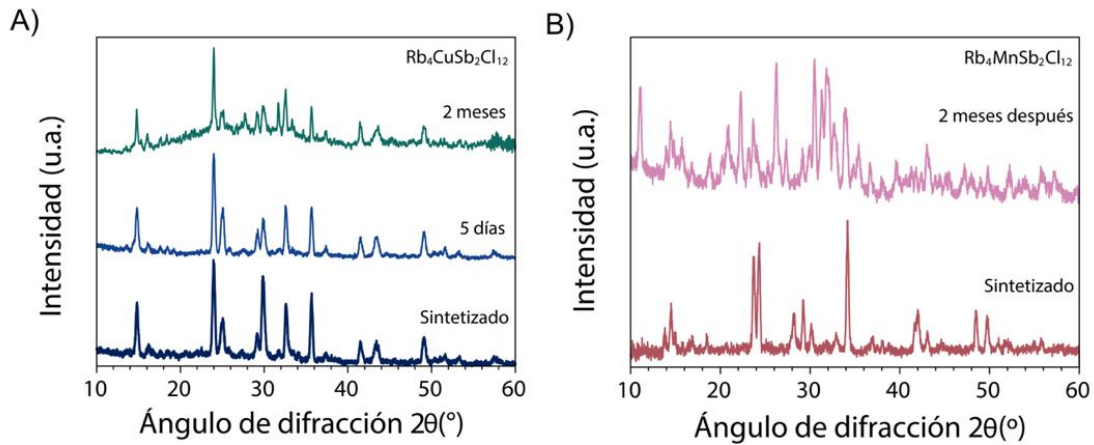 A)
Intensidad (u.a.)
Rb₄CuSb₂Cl₁₂
2 meses
5 días
Sintetizado
10 20 30 40 50 60
Ángulo de difracción 2θ(°)
B)
Intensidad (u.a.)
Rb₄MnSb₂Cl₁₂
2 meses después
Sintetizado
10 20 30 40 50 60
Ángulo de difracción 2θ(º)